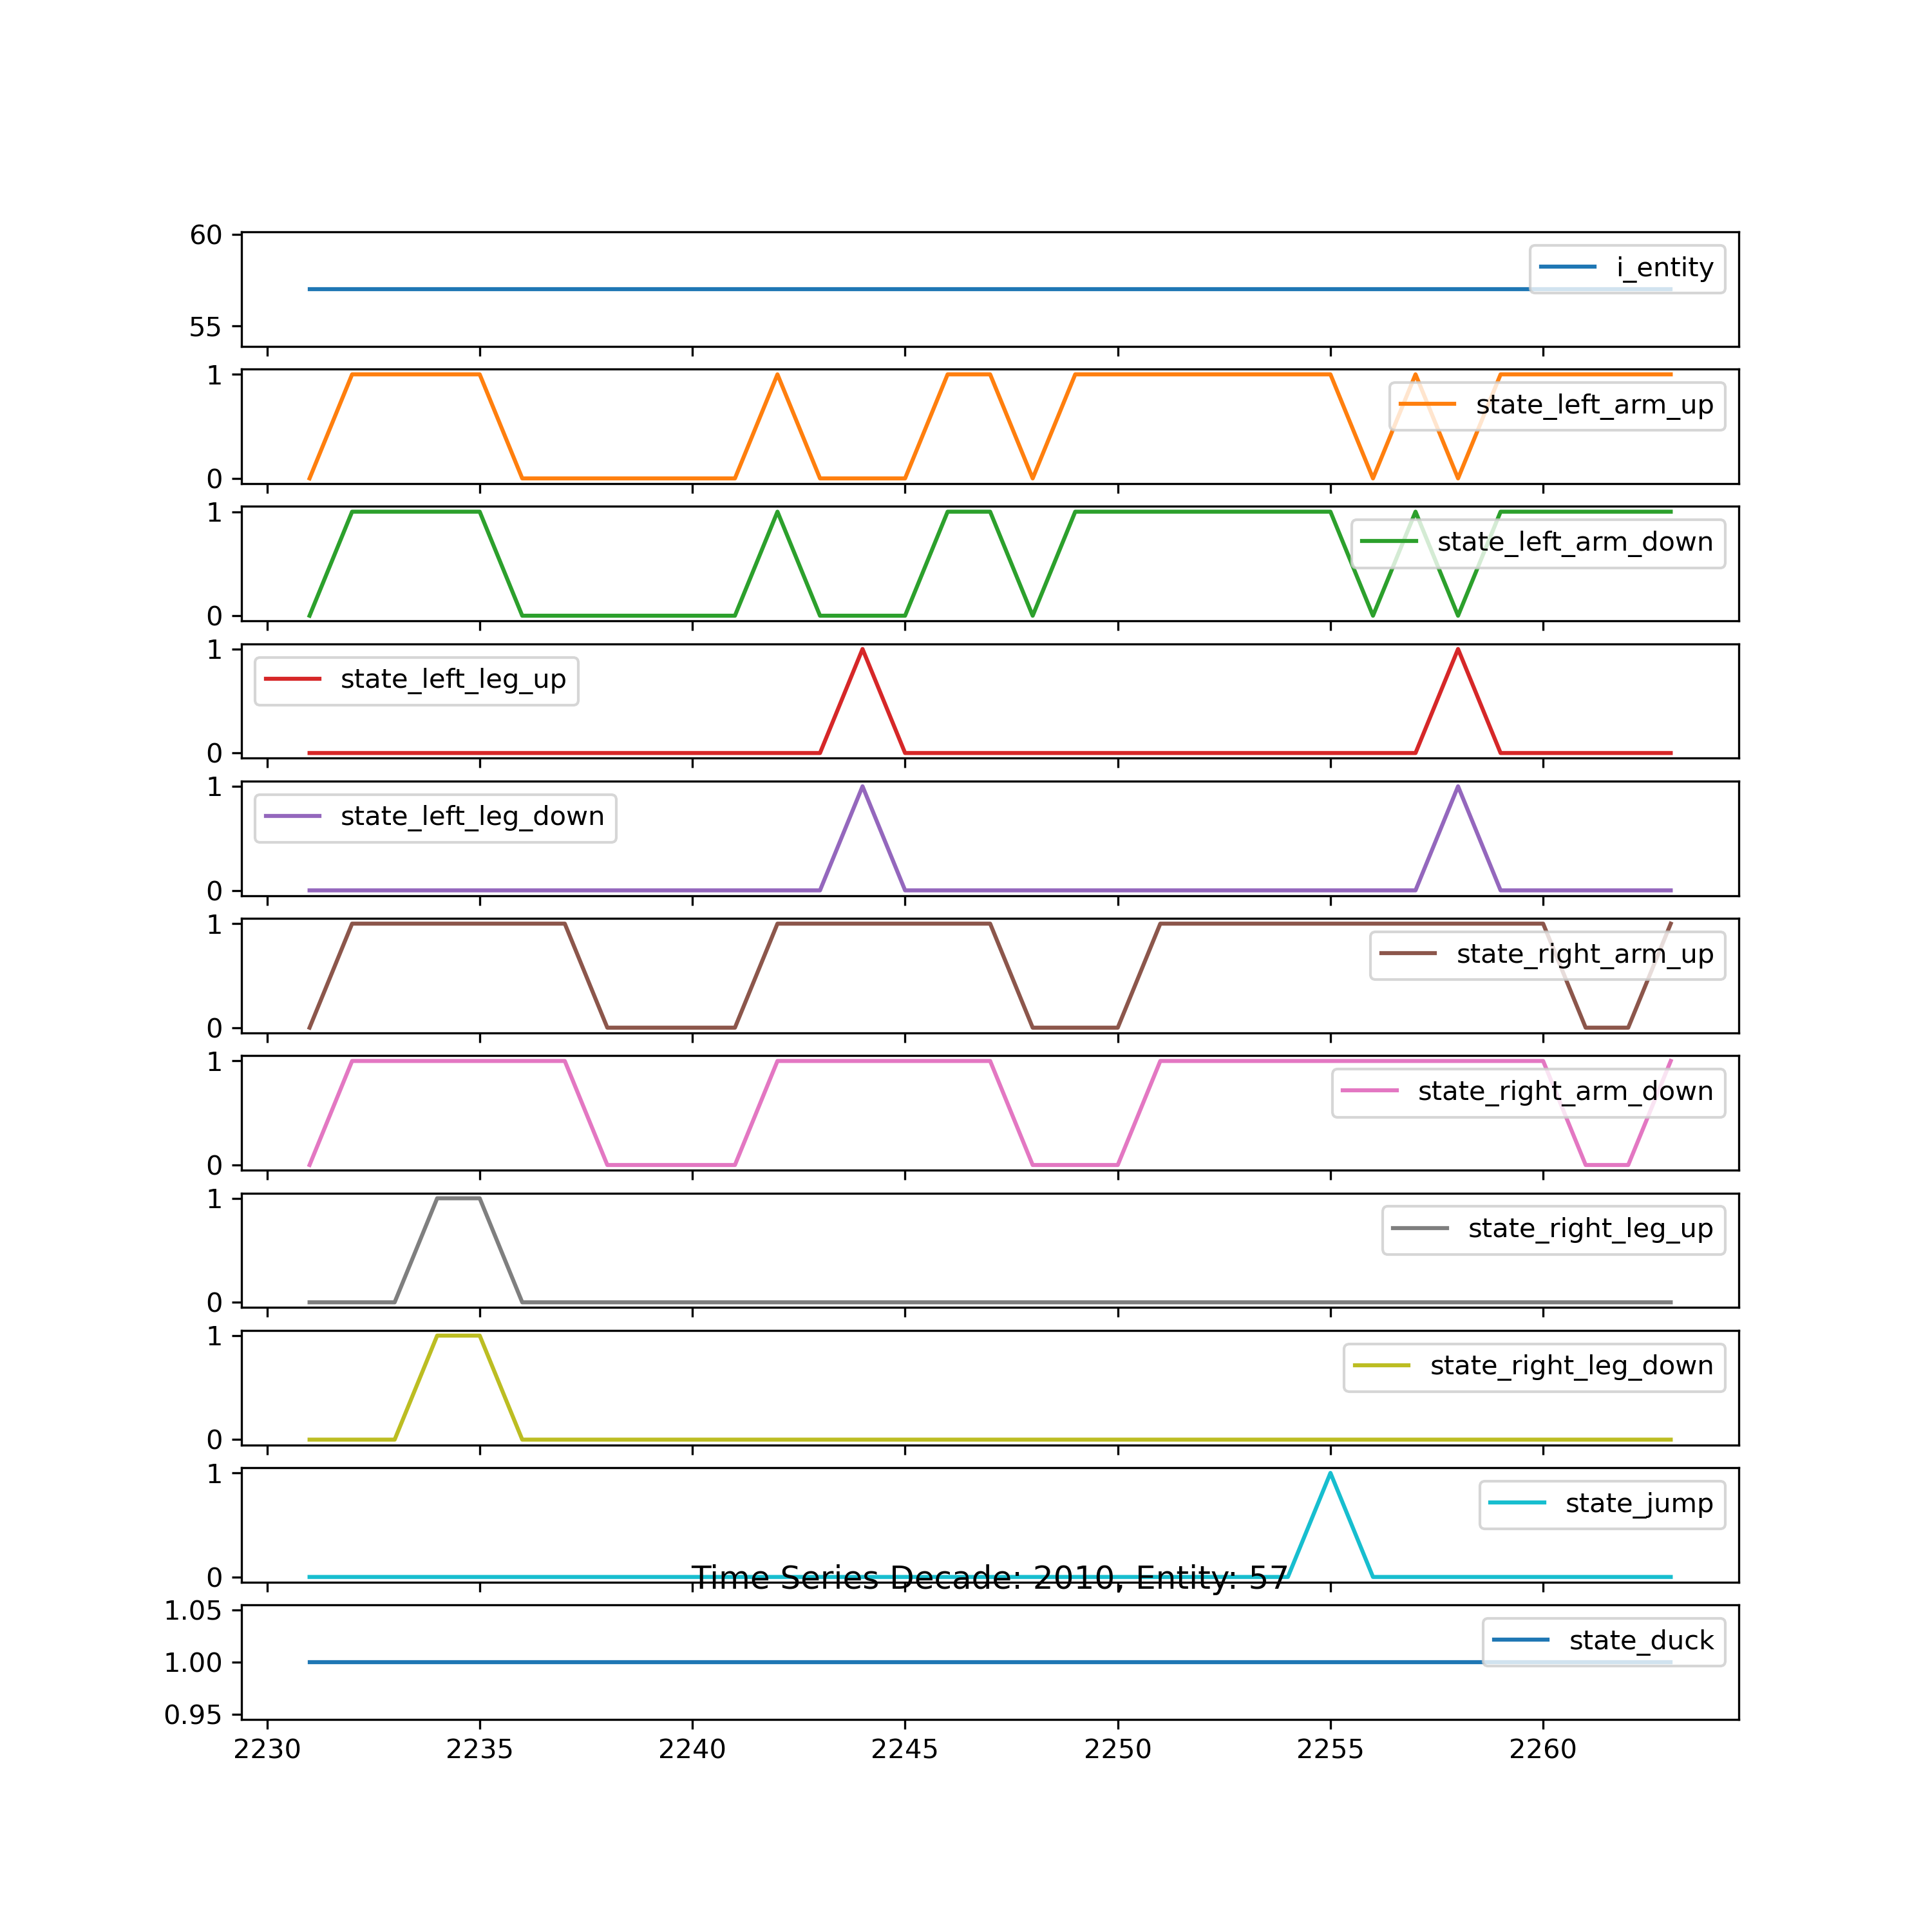 60
i_entity
55
1
state_left_arm_up
0
1
state_left_arm_down
0
1
state_left_leg_up
0
1
state_left_leg_down
0
1
state_right_arm_up
0
1
state_right_arm_down
0
1
state_right_leg_up
0
1
state_right_leg_down
0
1
state_jump
0
Time Series Decade: 2010, Entity: 57
1.05
state_duck
1.00
0.95
2230 2235 2240 2245 2250 2255 2260